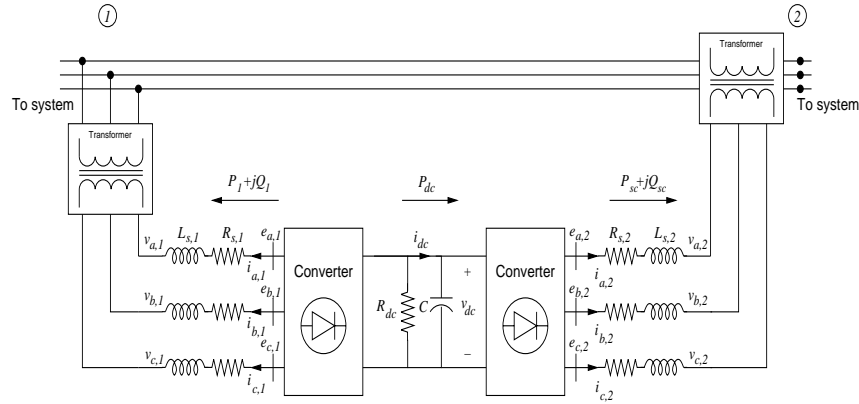 1
2
Transformer
To system
To system
Transformer
P1+jQ1
Pdc
Psc+jQsc
va,1
Ls,1
Rs,1
ea,1
ia,1
idc
ea,2
Rs,2
Ls,2
va,2
ia,2
Converter
Converter
vb,1
eb,1
ib,1
Rdc
C
+
vdc
−
eb,2
vb,2
ib,2
vc,1
ec,1
ic,1
ec,2
vc,2
ic,2